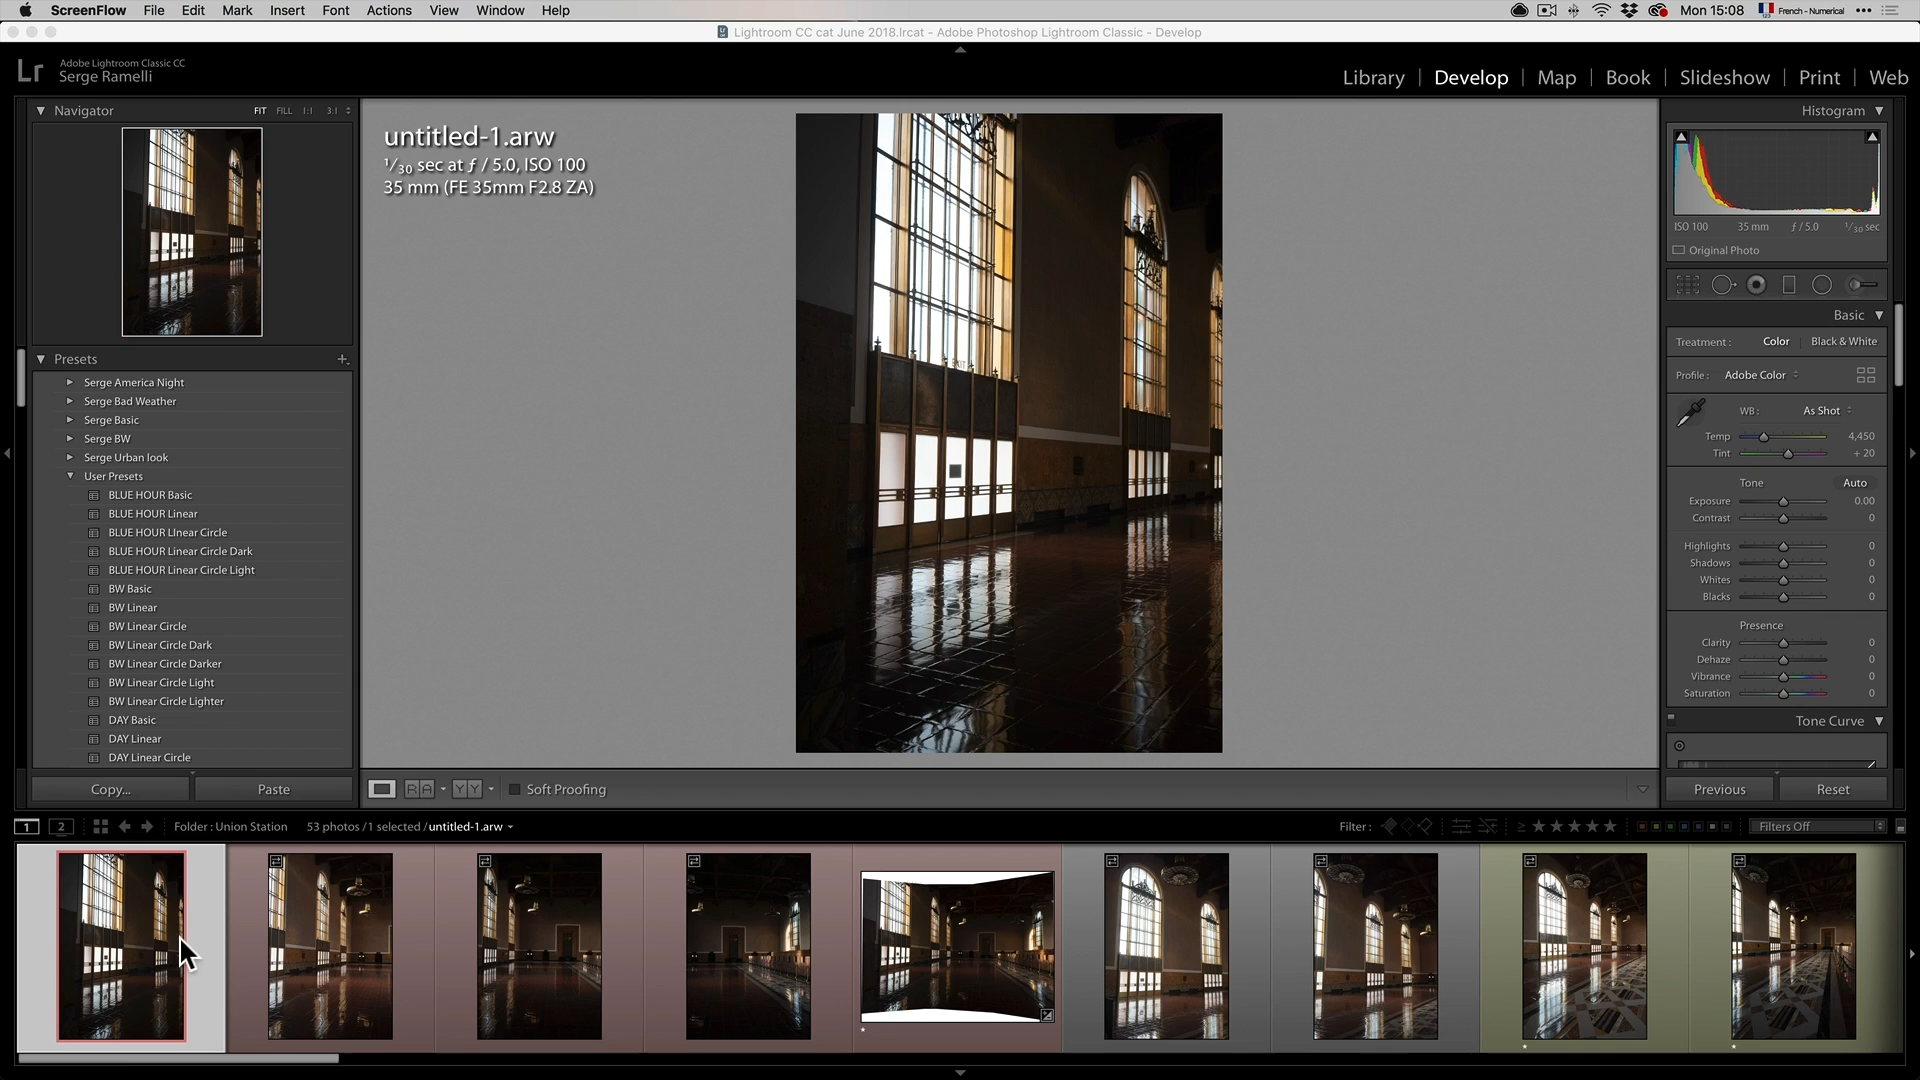 ScreenFlow File Edit Mark Insert Font Actions View Window Help Mon 15:08 French - Numerical
Lightroom CC cat June 2018.lrcat - Adobe Photoshop Lightroom Classic - Develop
Lr Adobe Lightroom Classic CC
Serge Ramelli
Library | Develop | Map | Book | Slideshow | Print | Web
Navigator FIT FILL 1:1 3:1
untitled-1.arw
1/30 sec at ƒ / 5.0, ISO 100
35 mm (FE 35mm F2.8 ZA)
EXIT
Presets +
Serge America Night
Serge Bad Weather
Serge Basic
Serge BW
Serge Urban look
User Presets
BLUE HOUR Basic
BLUE HOUR Linear
BLUE HOUR LInear Circle
BLUE HOUR LInear Circle Dark
BLUE HOUR Linear Circle Light
BW Basic
BW Linear
BW Linear Circle
BW Linear Circle Dark
BW Linear Circle Darker
BW Linear Circle Light
BW Linear Circle Lighter
DAY Basic
DAY Linear
DAY Linear Circle
Copy... Paste
R A Y Y Soft Proofing
Histogram
ISO 100 35 mm ƒ / 5.0 1/30 sec
Original Photo
Basic
Treatment : Color | Black & White
Profile : Adobe Color
WB : As Shot
Temp 4,450
Tint + 20
Tone Auto
Exposure 0.00
Contrast 0
Highlights 0
Shadows 0
Whites 0
Blacks 0
Presence
Clarity 0
Dehaze 0
Vibrance 0
Saturation 0
Tone Curve
Previous Reset
1 2 Folder : Union Station 53 photos / 1 selected / untitled-1.arw Filter : ≥ ★★★★★ Filters Off